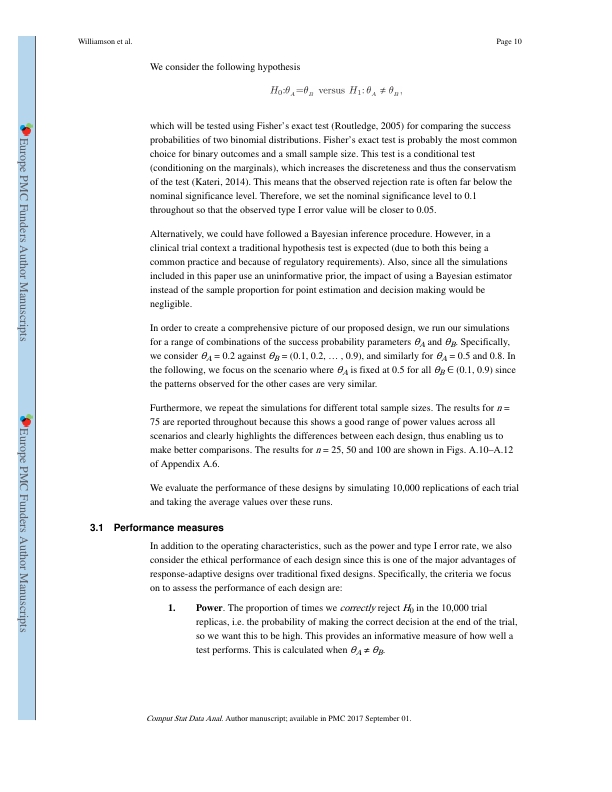 Williamson et al.
Page 10
We consider the following hypothesis
H0:θA=θB versus H1: θA ≠ θB,
which will be tested using Fisher's exact test (Routledge, 2005) for comparing the success
probabilities of two binomial distributions. Fisher's exact test is probably the most common
choice for binary outcomes and a small sample size. This test is a conditional test
(conditioning on the marginals), which increases the discreteness and thus the conservatism
of the test (Kateri, 2014). This means that the observed rejection rate is often far below the
nominal significance level. Therefore, we set the nominal significance level to 0.1
throughout so that the observed type I error value will be closer to 0.05.
Alternatively, we could have followed a Bayesian inference procedure. However, in a
clinical trial context a traditional hypothesis test is expected (due to both this being a
common practice and because of regulatory requirements). Also, since all the simulations
included in this paper use an uninformative prior, the impact of using a Bayesian estimator
instead of the sample proportion for point estimation and decision making would be
negligible.
In order to create a comprehensive picture of our proposed design, we run our simulations
for a range of combinations of the success probability parameters θA and θB. Specifically,
we consider θA = 0.2 against θB = (0.1, 0.2, … , 0.9), and similarly for θA = 0.5 and 0.8. In
the following, we focus on the scenario where θA is fixed at 0.5 for all θB ∈ (0.1, 0.9) since
the patterns observed for the other cases are very similar.
Furthermore, we repeat the simulations for different total sample sizes. The results for n =
75 are reported throughout because this shows a good range of power values across all
scenarios and clearly highlights the differences between each design, thus enabling us to
make better comparisons. The results for n = 25, 50 and 100 are shown in Figs. A.10–A.12
of Appendix A.6.
We evaluate the performance of these designs by simulating 10,000 replications of each trial
and taking the average values over these runs.
3.1 Performance measures
In addition to the operating characteristics, such as the power and type I error rate, we also
consider the ethical performance of each design since this is one of the major advantages of
response-adaptive designs over traditional fixed designs. Specifically, the criteria we focus
on to assess the performance of each design are:
1. Power. The proportion of times we correctly reject H0 in the 10,000 trial
replicas, i.e. the probability of making the correct decision at the end of the trial,
so we want this to be high. This provides an informative measure of how well a
test performs. This is calculated when θA ≠ θB.
Comput Stat Data Anal. Author manuscript; available in PMC 2017 September 01.
Europe PMC Funders Author Manuscripts
Europe PMC Funders Author Manuscripts